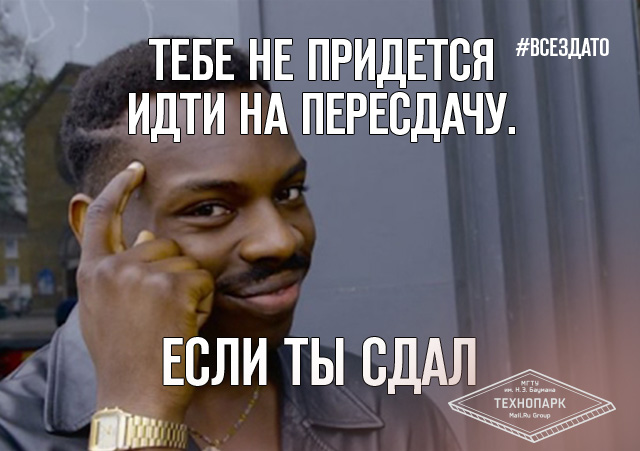 ТЕБЕ НЕ ПРИДЕТСЯ
#ВСЕЗДАТО
ИДТИ НА ПЕРЕСДАЧУ.
ЕСЛИ ТЫ СДАЛ
МГТУ
им. Н.Э. Баумана
ТЕХНОПАРК
Mail.Ru Group